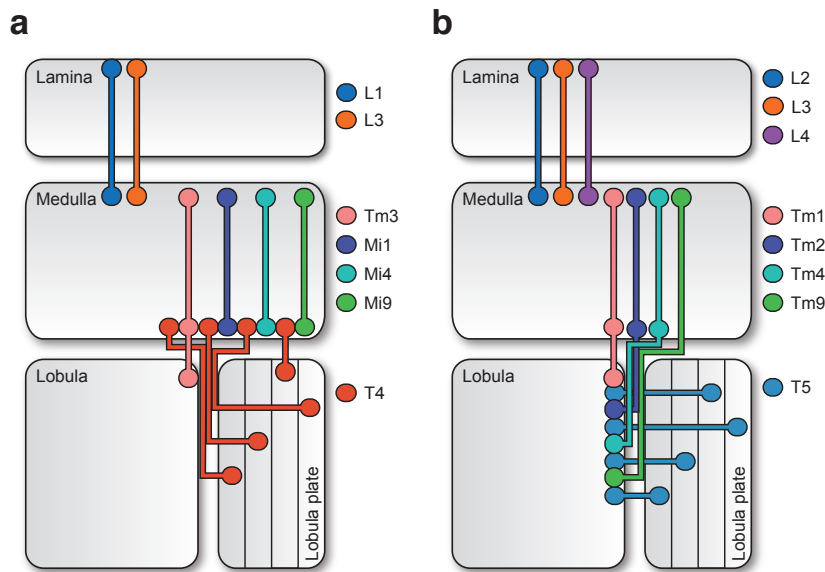 a
Lamina
L1
L3
Medulla
Tm3
Mi1
Mi4
Mi9
Lobula
T4
Lobula plate
b
Lamina
L2
L3
L4
Medulla
Tm1
Tm2
Tm4
Tm9
Lobula
T5
Lobula plate